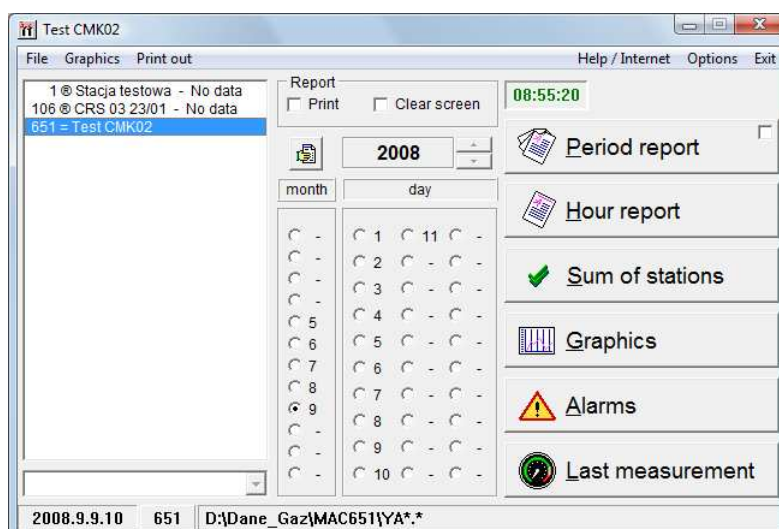 Test CMK02
File Graphics Print out Help / Internet Options Exit
1 ® Stacja testowa - No data
106 ® CRS 03 23/01 - No data
651 = Test CMK02
Report
Print Clear screen
2008
month day
- 1 11 -
- 2 - -
- 3 - -
- 4 - -
5 5 - -
6 6 - -
7 7 - -
8 8 - -
9 9 - -
- 10 - -
-
-
08:55:20
Period report
Hour report
Sum of stations
Graphics
Alarms
Last measurement
2008.9.9.10 651 D:\Dane_Gaz\MAC651\YA*.*